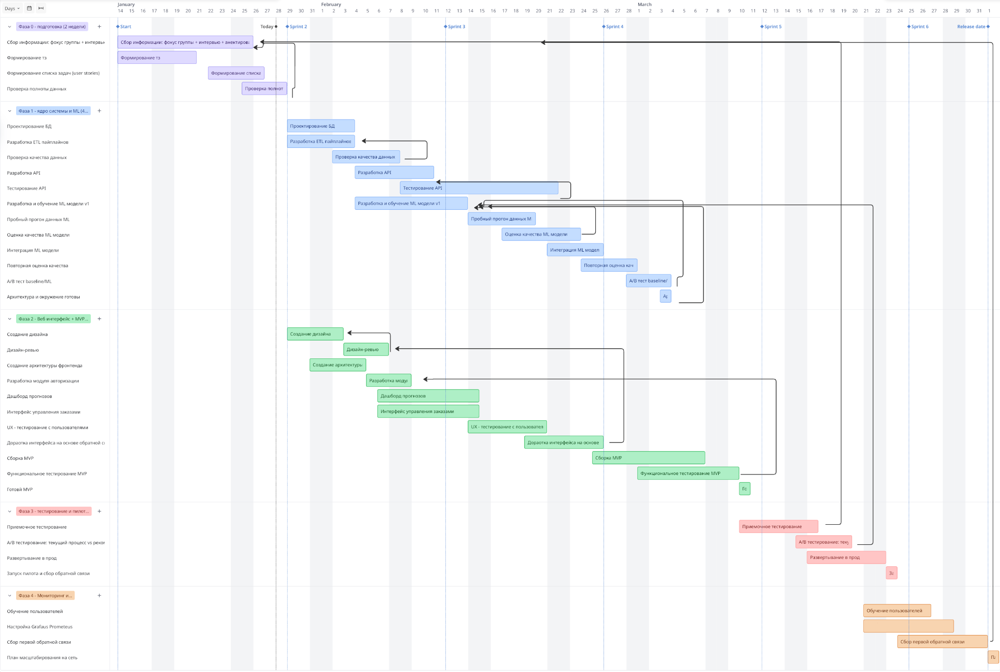 January February March
Days 14 15 16 17 18 19 20 21 22 23 24 25 26 27 28 29 30 31 1 2 3 4 5 6 7 8 9 10 11 12 13 14 15 16 17 18 19 20 21 22 23 24 25 26 27 28 1 2 3 4 5 6 7 8 9 10 11 12 13 14 15 16 17 18 19 20 21 22 23 24 25 26 27 28 29 30 31 1
Фаза 0 - подготовка (2 недели) + Start Today Sprint 2 Sprint 3 Sprint 4 Sprint 5 Sprint 6 Release date
Сбор информации: фокус группы + интервью Сбор информации: фокус группы + интервью + анектирова
Формирование тз Формирование тз
Формирование списка задач (user stories) Формирование списка
Проверка полноты данных Проверка полнот
Фаза 1 - ядро системы и ML (4... +
Проектирование БД Проектирование БД
Разработка ETL пайплайнов Разработка ETL пайплайнов
Проверка качества данных Проверка качества данных
Разработка API Разработка API
Тестирование API Тестирование API
Разработка и обучение ML модели v1 Разработка и обучение ML модели v1
Пробный прогон данных ML Пробный прогон данных ML
Оценка качества ML модели Оценка качества ML модели
Интеграция ML модели Интеграция ML модел
Повторная оценка качества Повторная оценка кач
A/B тест baseline/ML A/B тест baseline/
Архитектура и окружение готовы Ар
Фаза 2 - Веб интерфейс + MVP... +
Создание дизайна Создание дизайна
Дизайн-ревью Дизайн-ревью
Создание архитектуры фронтенда Создание архитектуры
Разработка модуля авторизации Разработка модул
Дашборд прогнозов Дашборд прогнозов
Интерфейс управления заказами Интерфейс управления заказами
UX - тестирование с пользователями UX - тестирование с пользовател
Дораотка интерфейса на основе обратной с Дораотка интерфейса на основе
Сборка MVP Сборка MVP
Функциональное тестирование MVP Функциональное тестирование MVP
Готовй MVP Го
Фаза 3 - тестирование и пилот... +
Приемочное тестирование Приемочное тестирование
A/B тестирование: текущий процесс vs реком A/B тестирование: теку
Развертывание в прод Развертывание в прод
Запуск пилота и сбор обратной связи За
Фаза 4 - Мониторинг и... +
Обучение пользователей Обучение пользователей
Настройка Grafaus Prometeus
Сбор первой обратной связи Сбор первой обратной связи
План масштабирования на сеть Пл